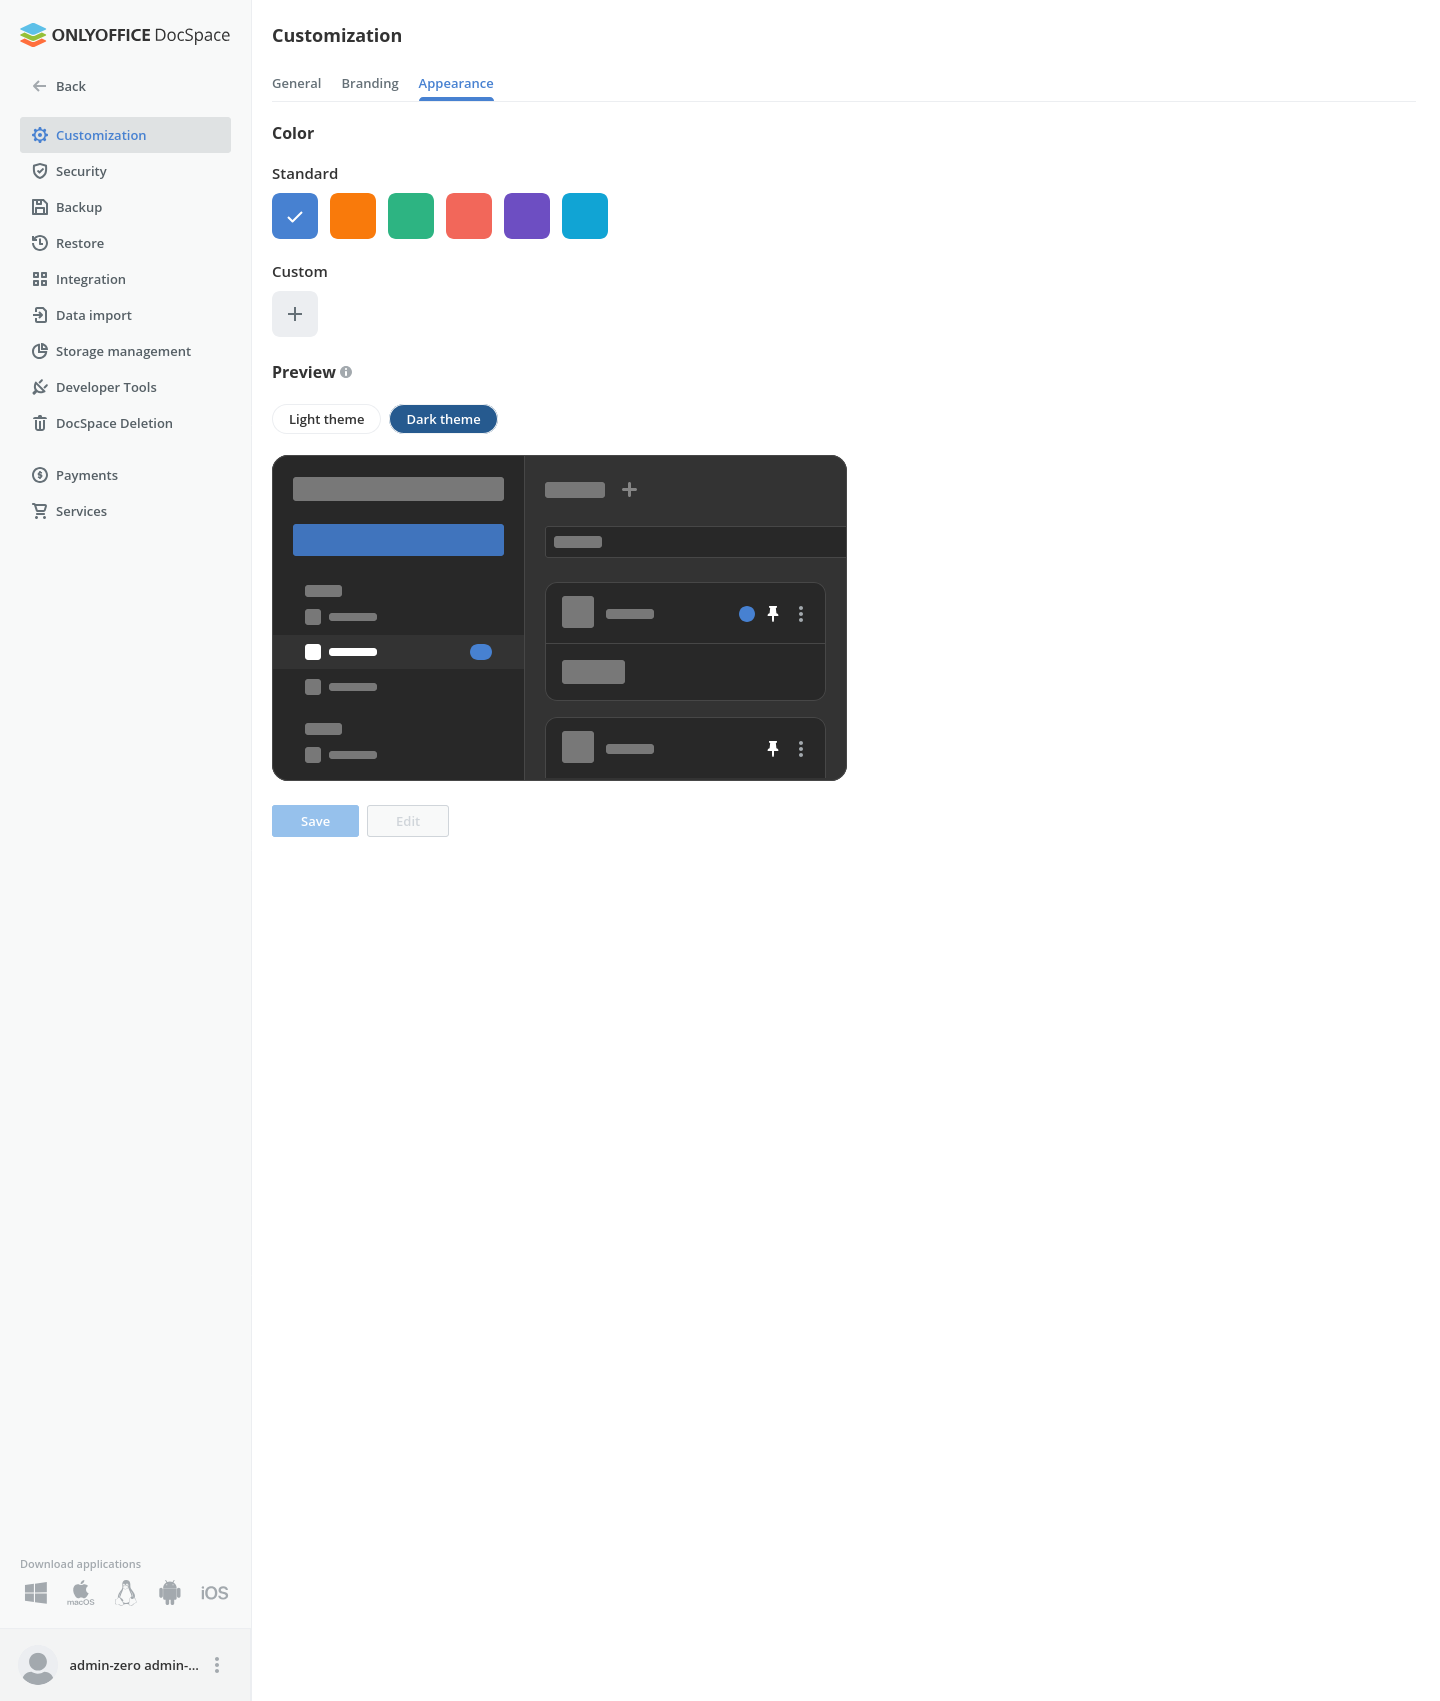 ONLYOFFICE DocSpace
Back
Customization
Security
Backup
Restore
Integration
Data import
Storage management
Developer Tools
DocSpace Deletion
Payments
Services
Download applications
macOS
iOS
admin-zero admin-...
Customization
General Branding Appearance
Color
Standard
Custom
Preview
Light theme Dark theme
Save Edit